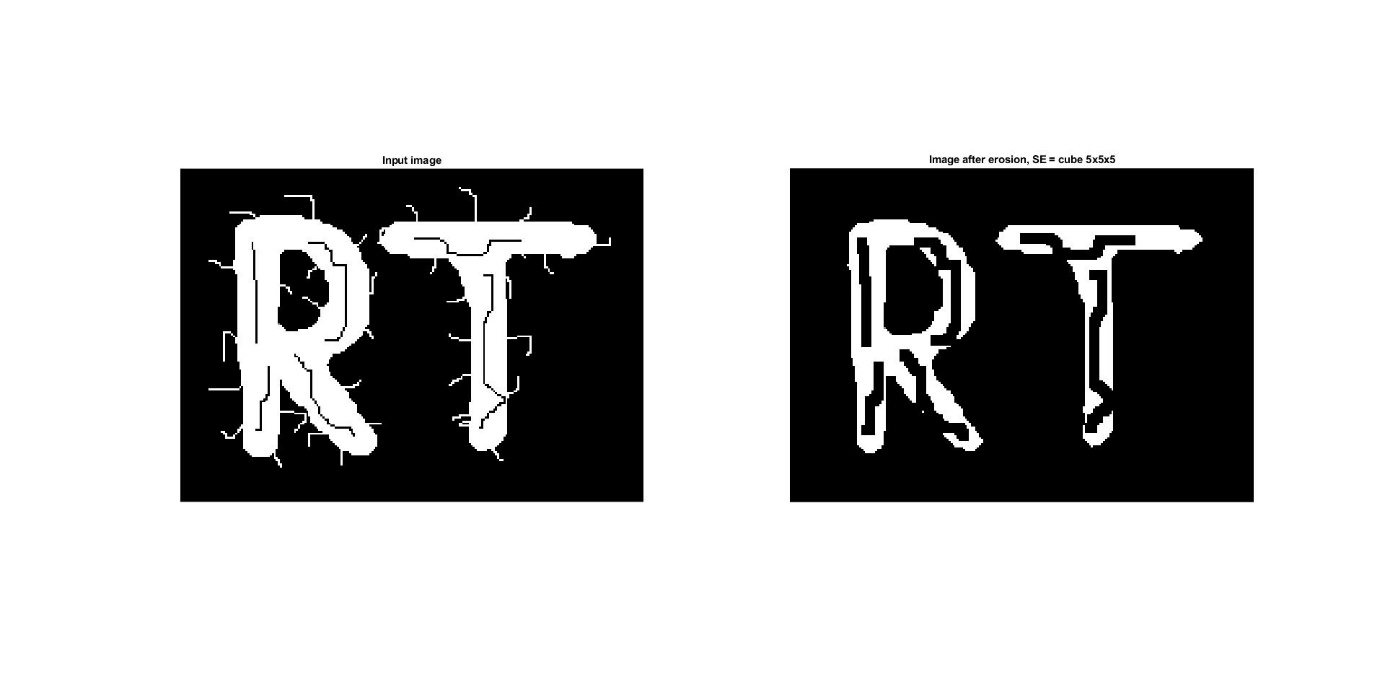 Input image
Image after erosion, SE = cube 5x5x5
RT
RT